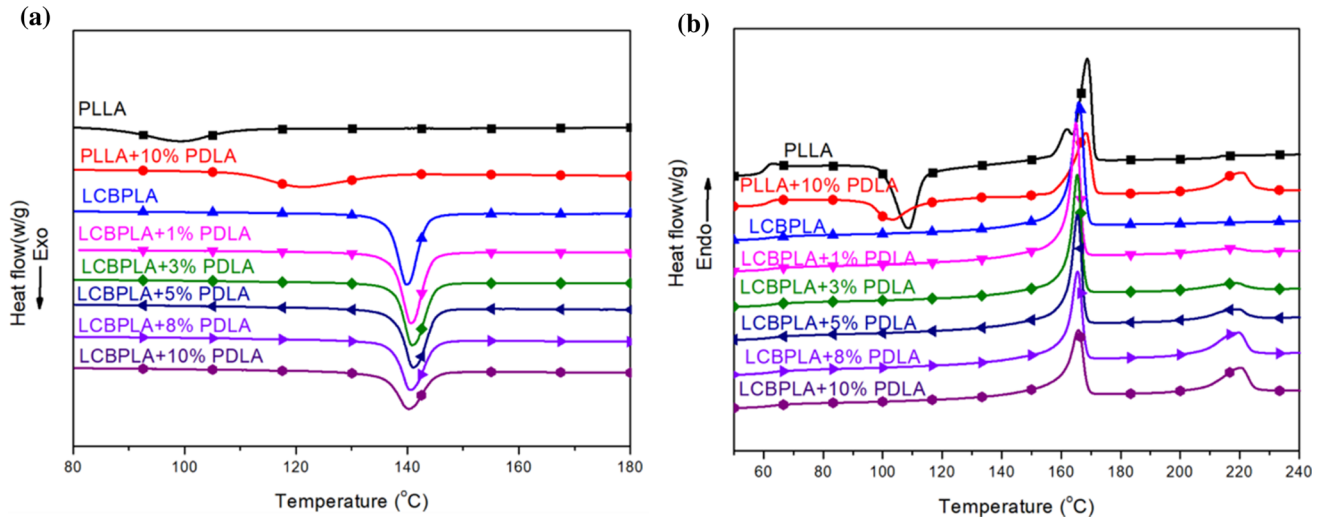 (a)
PLLA
PLLA+10% PDLA
LCBPLA
LCBPLA+1% PDLA
LCBPLA+3% PDLA
LCBPLA+5% PDLA
LCBPLA+8% PDLA
LCBPLA+10% PDLA
Heat flow(w/g)
Exo
80 100 120 140 160 180
Temperature (°C)
(b)
PLLA
PLLA+10% PDLA
LCBPLA
LCBPLA+1% PDLA
LCBPLA+3% PDLA
LCBPLA+5% PDLA
LCBPLA+8% PDLA
LCBPLA+10% PDLA
Heat flow(w/g)
Endo
60 80 100 120 140 160 180 200 220 240
Temperature (°C)